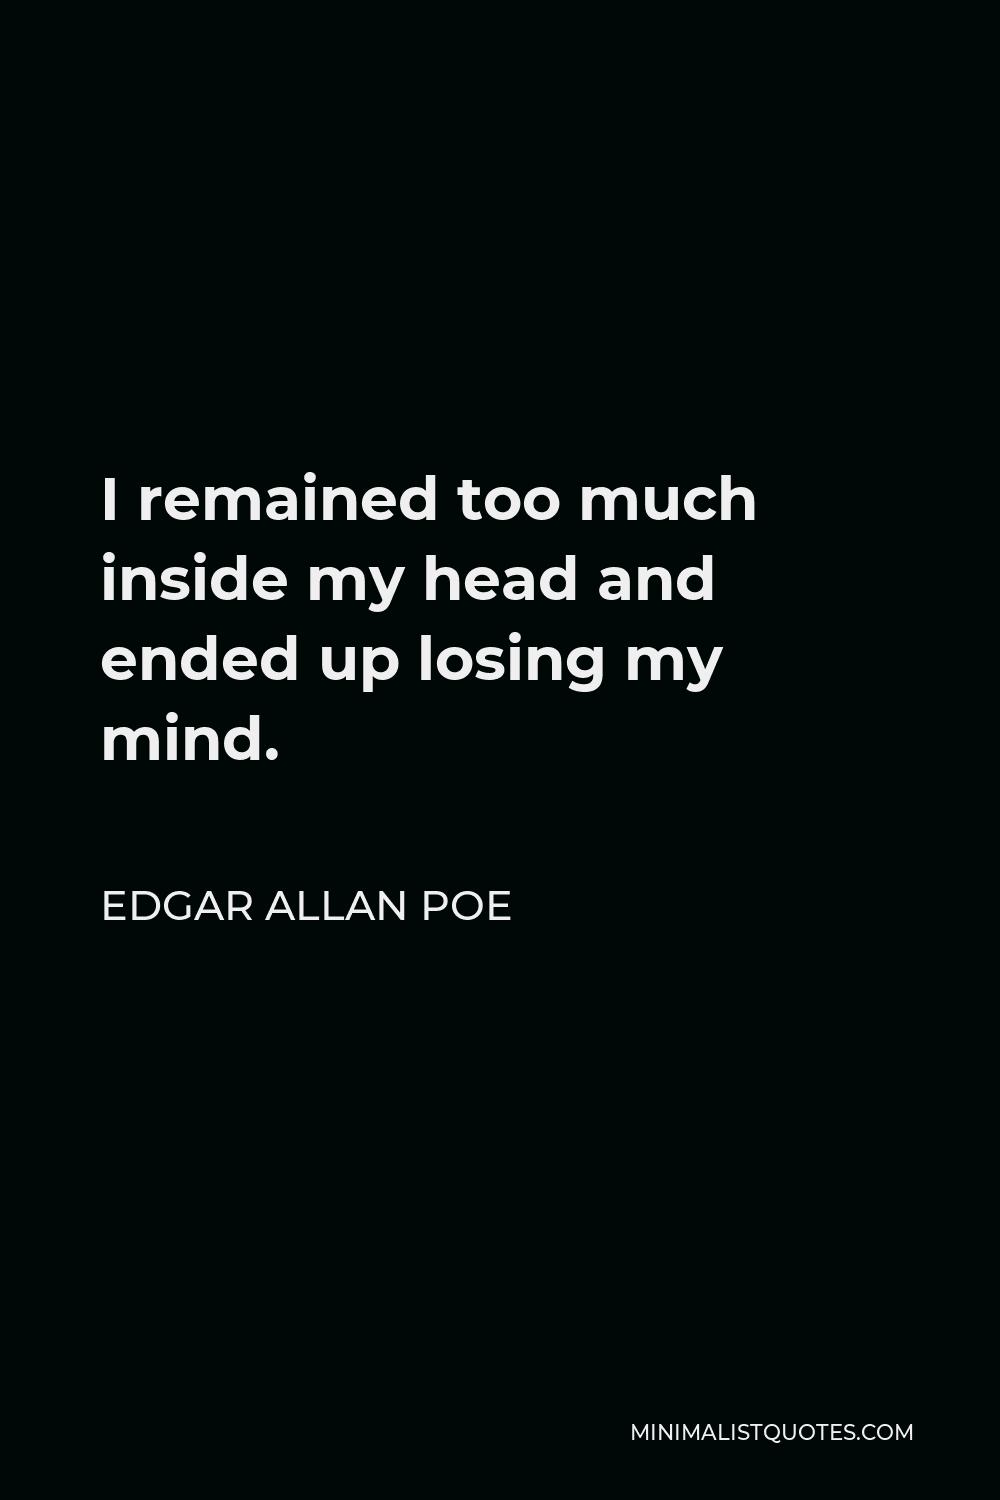 I remained too much
inside my head and
ended up losing my
mind.
EDGAR ALLAN POE
MINIMALISTQUOTES.COM